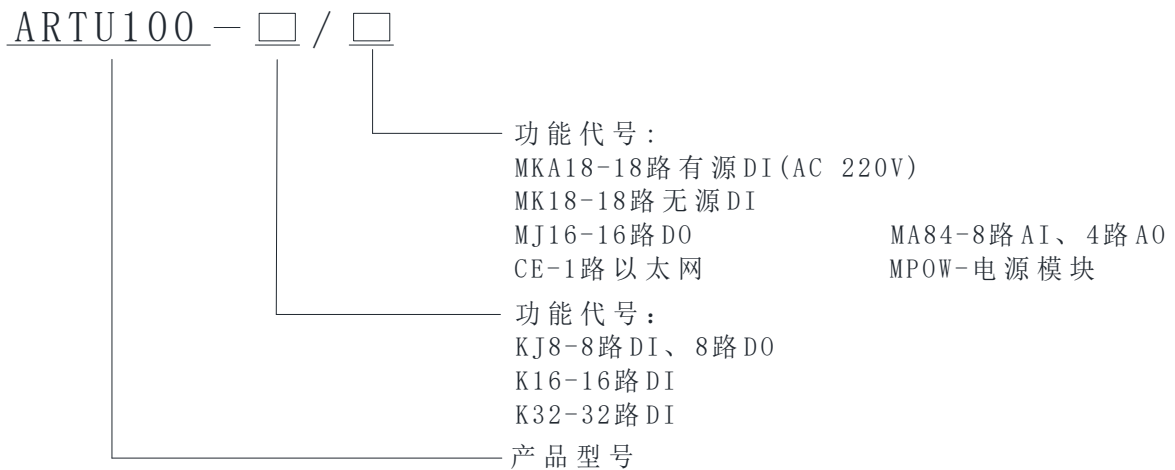 ARTU100-□/□
功能代号:
MKA18-18路有源DI(AC 220V)
MK18-18路无源DI
MJ16-16路DO MA84-8路AI、4路AO
CE-1路以太网 MPOW-电源模块
功能代号：
KJ8-8路DI、8路DO
K16-16路DI
K32-32路DI
产品型号